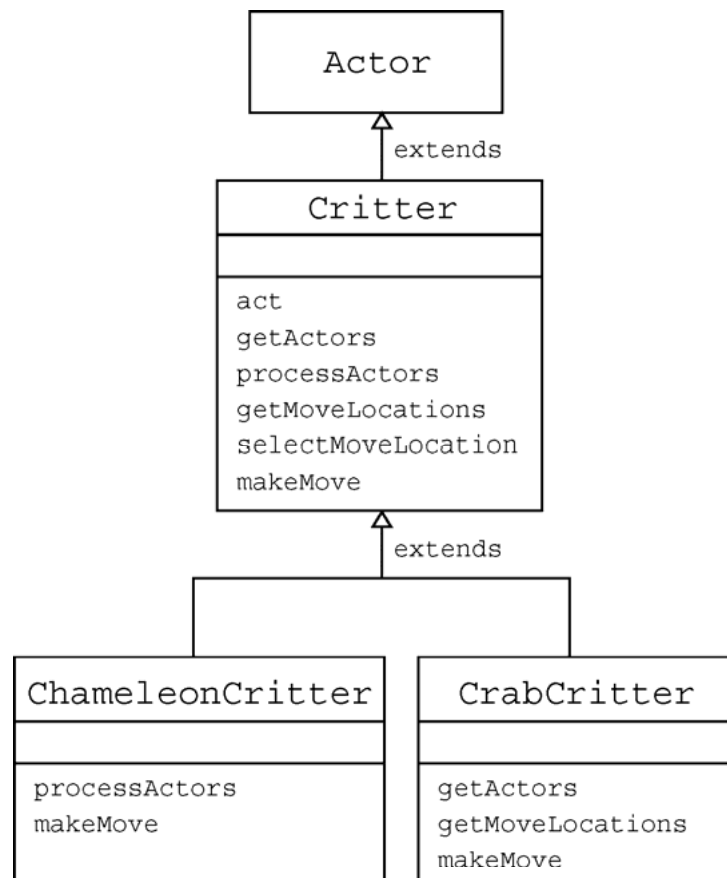 Actor
extends
Critter
act
getActors
processActors
getMoveLocations
selectMoveLocation
makeMove
extends
ChameleonCritter
processActors
makeMove
CrabCritter
getActors
getMoveLocations
makeMove